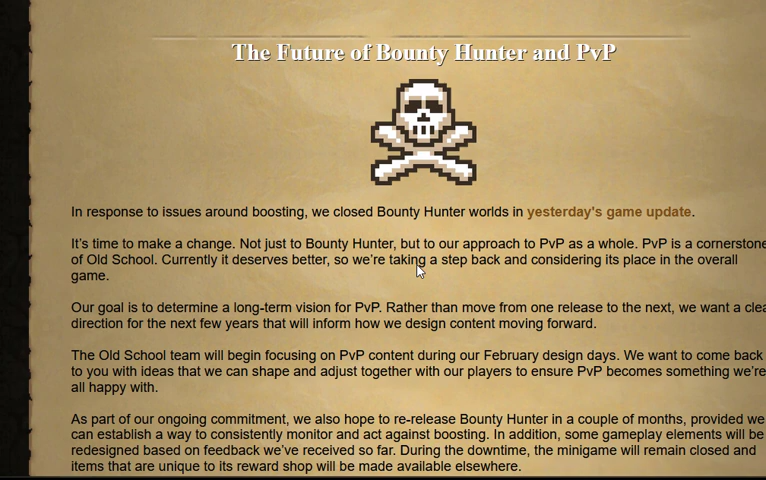 The Future of Bounty Hunter and PvP
In response to issues around boosting, we closed Bounty Hunter worlds in yesterday's game update.
It's time to make a change. Not just to Bounty Hunter, but to our approach to PvP as a whole. PvP is a cornerstone
of Old School. Currently it deserves better, so we're taking a step back and considering its place in the overall
game.
Our goal is to determine a long-term vision for PvP. Rather than move from one release to the next, we want a clea
direction for the next few years that will inform how we design content moving forward.
The Old School team will begin focusing on PvP content during our February design days. We want to come back
to you with ideas that we can shape and adjust together with our players to ensure PvP becomes something we're
all happy with.
As part of our ongoing commitment, we also hope to re-release Bounty Hunter in a couple of months, provided we
can establish a way to consistently monitor and act against boosting. In addition, some gameplay elements will be
redesigned based on feedback we've received so far. During the downtime, the minigame will remain closed and
items that are unique to its reward shop will be made available elsewhere.